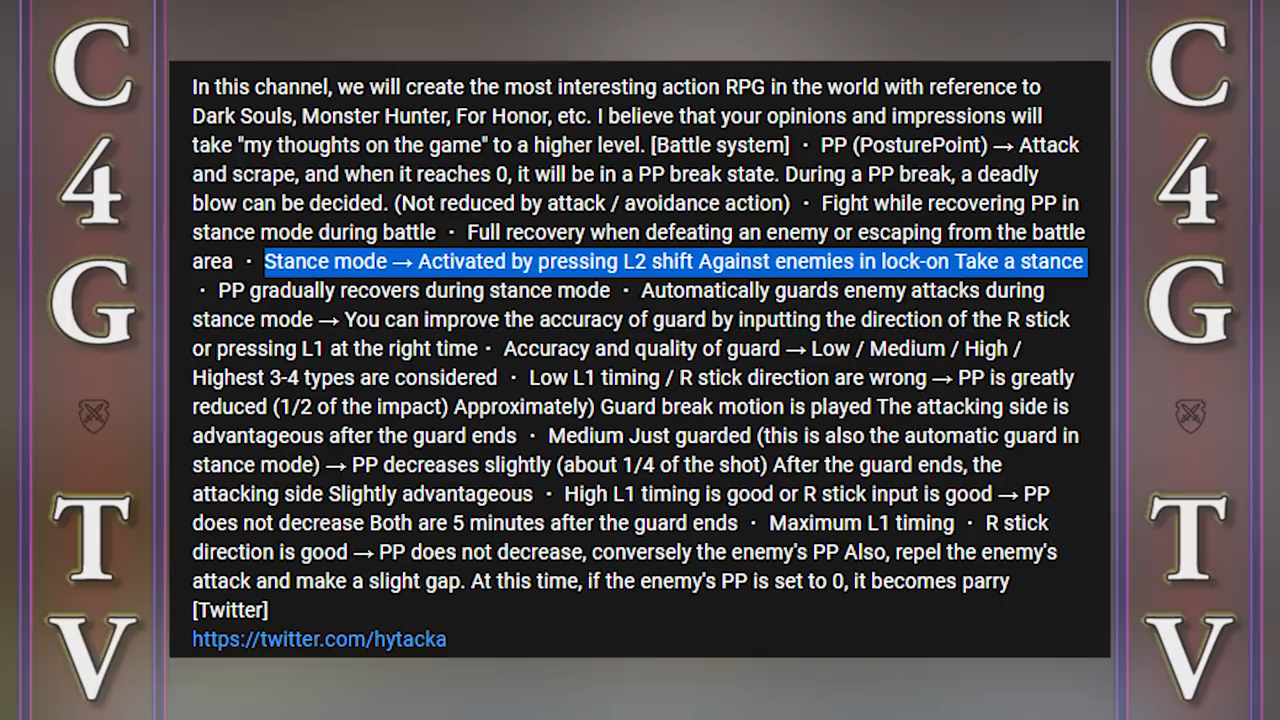 C
4
G
T
V
In this channel, we will create the most interesting action RPG in the world with reference to
Dark Souls, Monster Hunter, For Honor, etc. I believe that your opinions and impressions will
take "my thoughts on the game" to a higher level. [Battle system] ・ PP (PosturePoint) → Attack
and scrape, and when it reaches 0, it will be in a PP break state. During a PP break, a deadly
blow can be decided. (Not reduced by attack / avoidance action) ・ Fight while recovering PP in
stance mode during battle ・ Full recovery when defeating an enemy or escaping from the battle
area ・ Stance mode → Activated by pressing L2 shift Against enemies in lock-on Take a stance
・ PP gradually recovers during stance mode ・ Automatically guards enemy attacks during
stance mode → You can improve the accuracy of guard by inputting the direction of the R stick
or pressing L1 at the right time・ Accuracy and quality of guard → Low / Medium / High /
Highest 3-4 types are considered ・ Low L1 timing / R stick direction are wrong → PP is greatly
reduced (1/2 of the impact) Approximately) Guard break motion is played The attacking side is
advantageous after the guard ends ・ Medium Just guarded (this is also the automatic guard in
stance mode) → PP decreases slightly (about 1/4 of the shot) After the guard ends, the
attacking side Slightly advantageous ・ High L1 timing is good or R stick input is good → PP
does not decrease Both are 5 minutes after the guard ends ・ Maximum L1 timing ・ R stick
direction is good → PP does not decrease, conversely the enemy's PP Also, repel the enemy's
attack and make a slight gap. At this time, if the enemy's PP is set to 0, it becomes parry
[Twitter]
https://twitter.com/hytacka
C
4
G
T
V